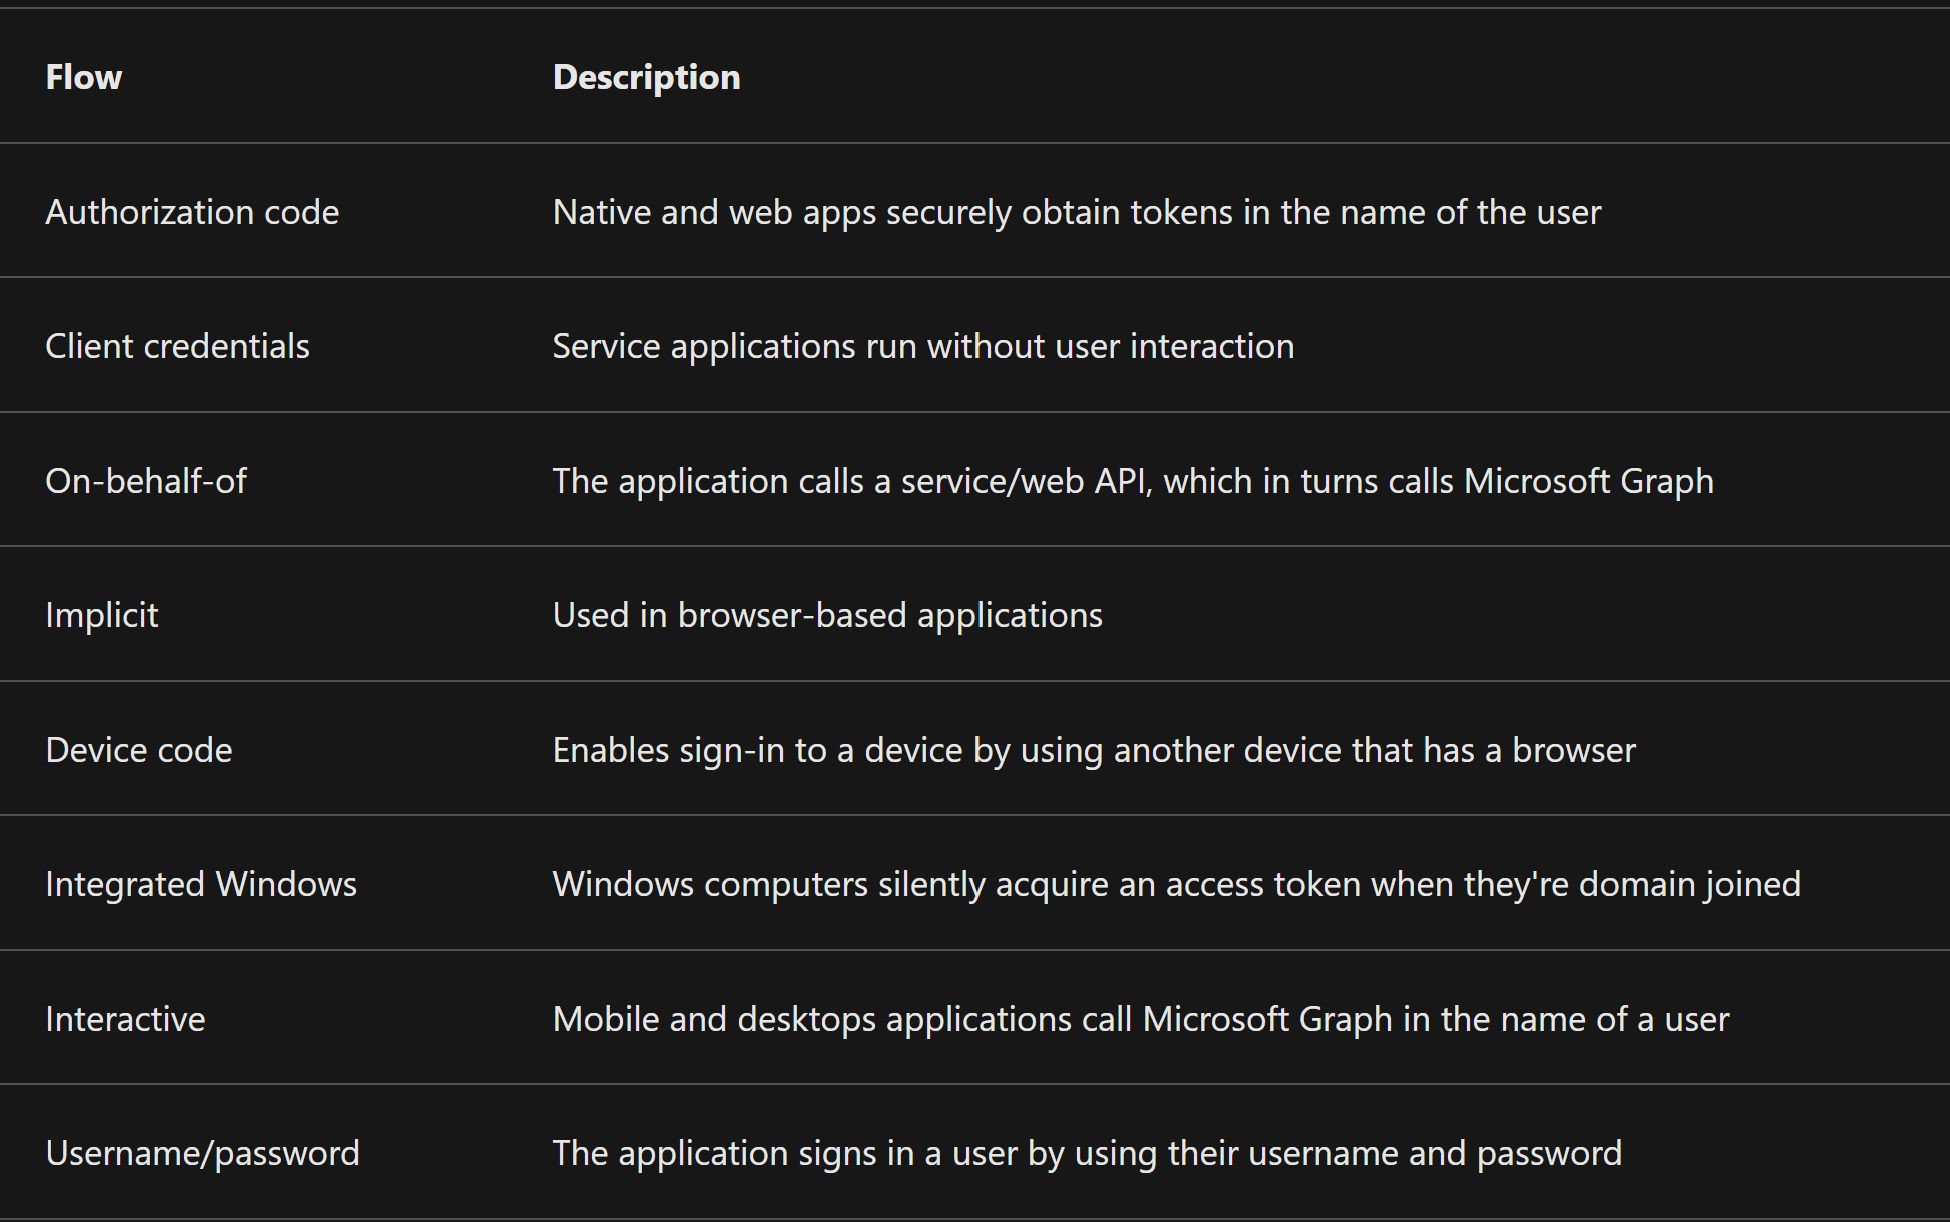 Flow Description
Authorization code Native and web apps securely obtain tokens in the name of the user
Client credentials Service applications run without user interaction
On-behalf-of The application calls a service/web API, which in turns calls Microsoft Graph
Implicit Used in browser-based applications
Device code Enables sign-in to a device by using another device that has a browser
Integrated Windows Windows computers silently acquire an access token when they're domain joined
Interactive Mobile and desktops applications call Microsoft Graph in the name of a user
Username/password The application signs in a user by using their username and password